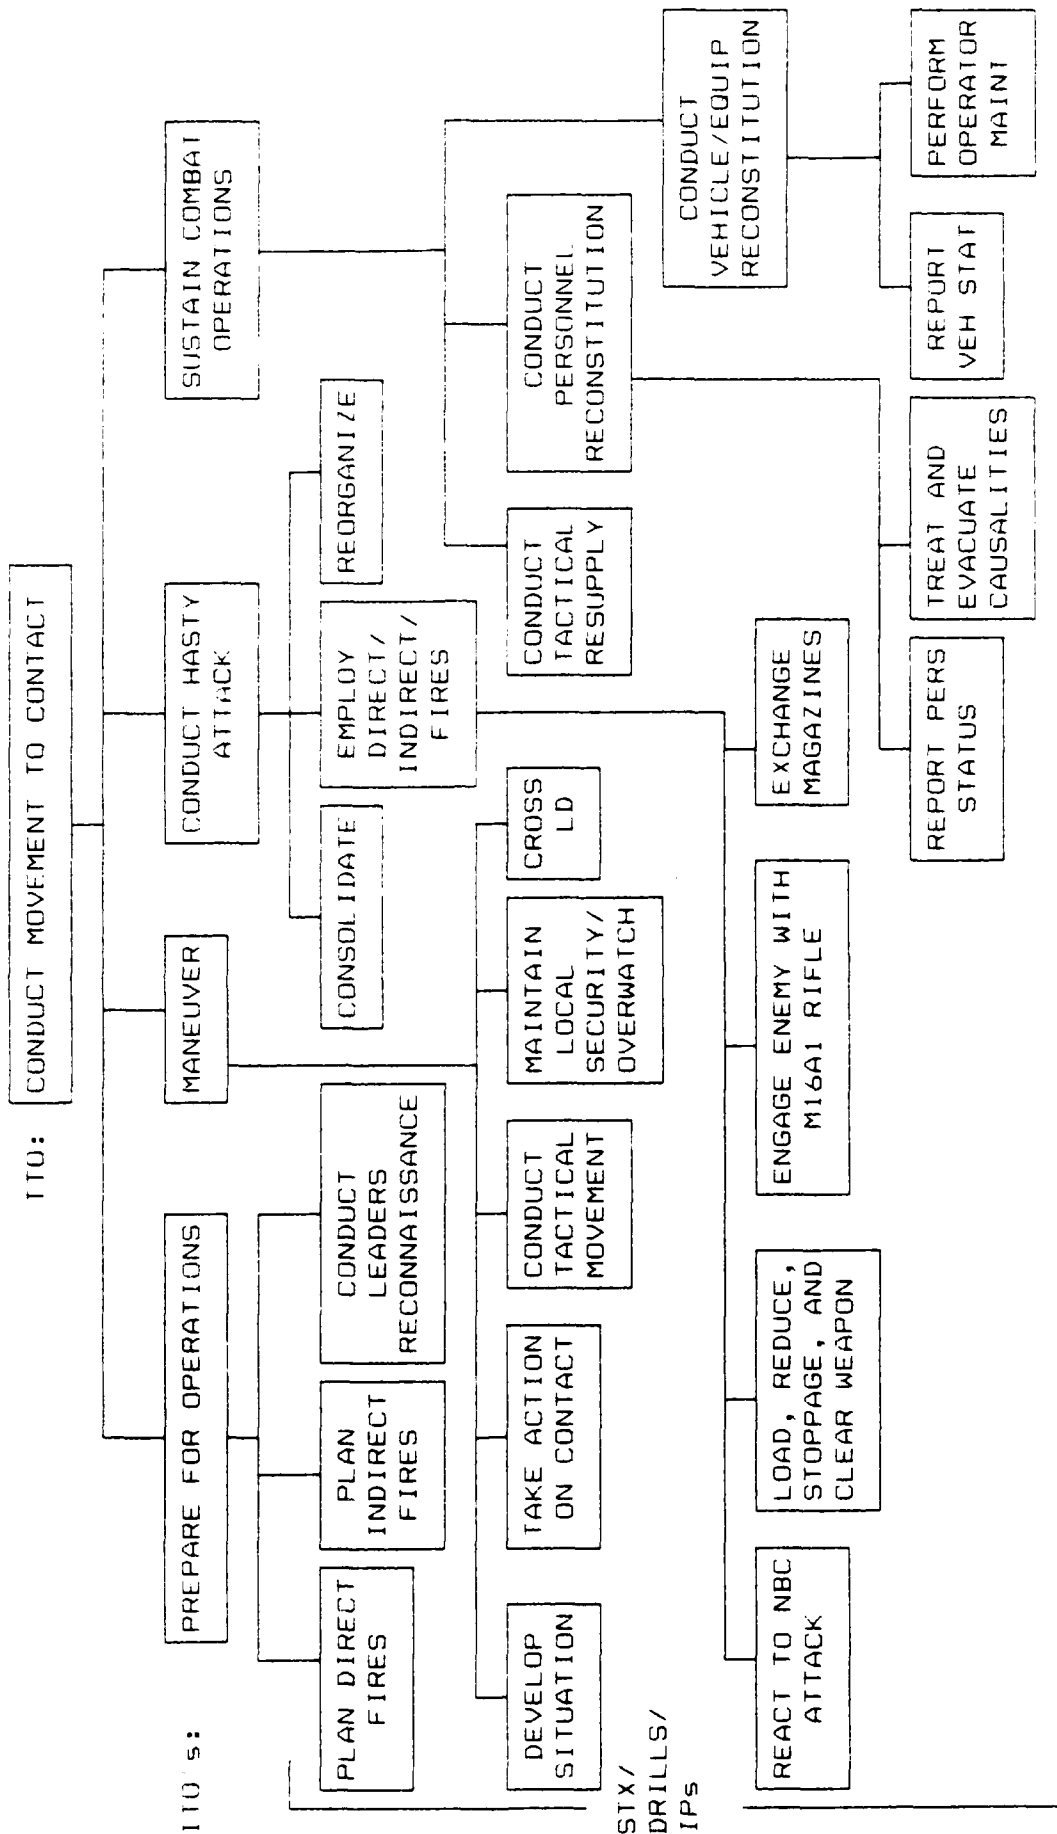 TTO: CONDUCT MOVEMENT TO CONTACT
ITO's:
PREPARE FOR OPERATIONS
MANEUVER
CONDUCT HASTY
ATTACK
SUSTAIN COMBAT
OPERATIONS
PLAN DIRECT
FIRES
PLAN
INDIRECT
FIRES
CONDUCT
LEADERS
RECONNAISSANCE
CONSOLIDATE
EMPLOY
DIRECT/
INDIRECT/
FIRES
REORGANIZE
DEVELOP
SITUATION
TAKE ACTION
ON CONTACT
CONDUCT
TACTICAL
MOVEMENT
MAINTAIN
LOCAL
SECURITY/
OVERWATCH
CROSS
LD
CONDUCT
TACTICAL
RESUPPLY
CONDUCT
PERSONNEL
RECONSTITUTION
CONDUCT
VEHICLE/EQUIP
RECONSTITUTION
STX/
DRILLS/
IPs
REACT TO NBC
ATTACK
LOAD, REDUCE,
STOPPAGE, AND
CLEAR WEAPON
ENGAGE ENEMY WITH
M16A1 RIFLE
EXCHANGE
MAGAZINES
REPORT PERS
STATUS
TREAT AND
EVACUATE
CAUSALITIES
REPORT
VEH STAT
PERFORM
OPERATOR
MAINT